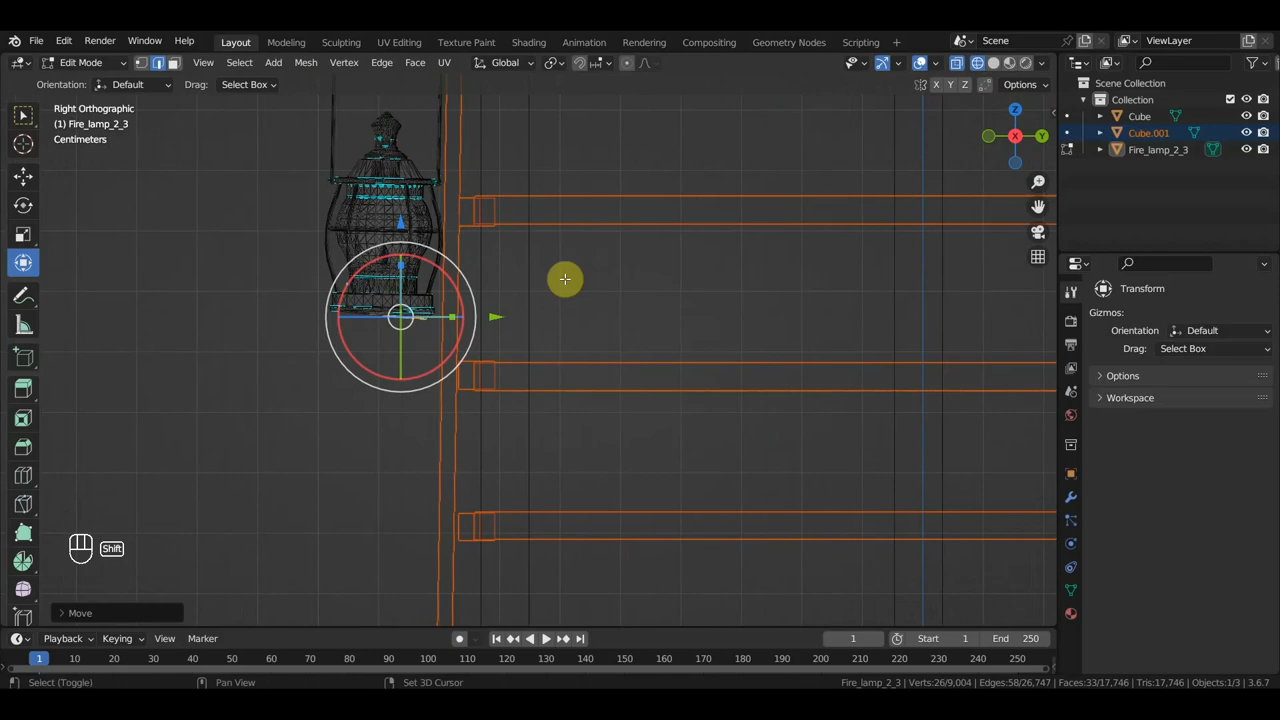 File Edit Render Window Help Layout Modeling Sculpting UV Editing Texture Paint Shading Animation Rendering Compositing Geometry Nodes Scripting + Scene ViewLayer
Edit Mode View Select Add Mesh Vertex Edge Face UV Global
Orientation: Default Drag: Select Box X Y Z Options
Scene Collection
Collection
Cube
Cube.001
Fire_lamp_2_3
Right Orthographic
(1) Fire_lamp_2_3
Centimeters
Z
X
Y
Transform
Gizmos:
Orientation Default
Drag: Select Box
Options
Workspace
Shift
Move
Playback Keying View Marker 1 Start 1 End 250
1 10 20 30 40 50 60 70 80 90 100 110 120 130 140 150 160 170 180 190 200 210 220 230 240 250
Select (Toggle) Pan View Set 3D Cursor Fire_lamp_2_3 | Verts:26/9,004 | Edges:58/26,747 | Faces:33/17,746 | Tris:17,746 | Objects:1/3 | 3.6.7